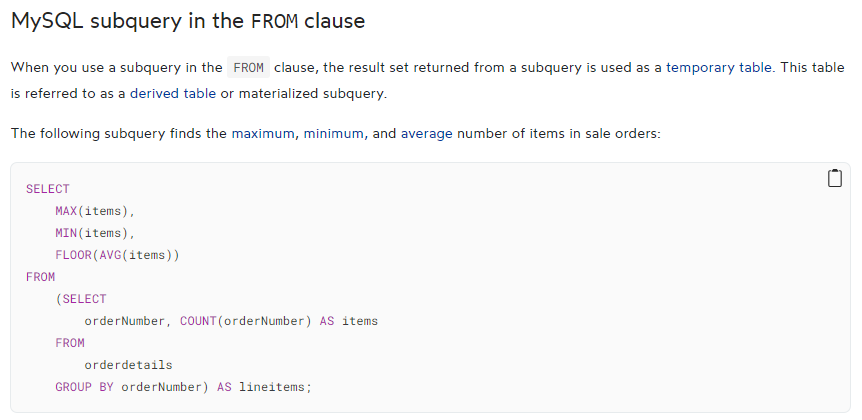 MySQL subquery in the FROM clause
When you use a subquery in the FROM clause, the result set returned from a subquery is used as a temporary table. This table
is referred to as a derived table or materialized subquery.
The following subquery finds the maximum, minimum, and average number of items in sale orders:
SELECT
    MAX(items),
    MIN(items),
    FLOOR(AVG(items))
FROM
    (SELECT
        orderNumber, COUNT(orderNumber) AS items
    FROM
        orderdetails
    GROUP BY orderNumber) AS lineitems;